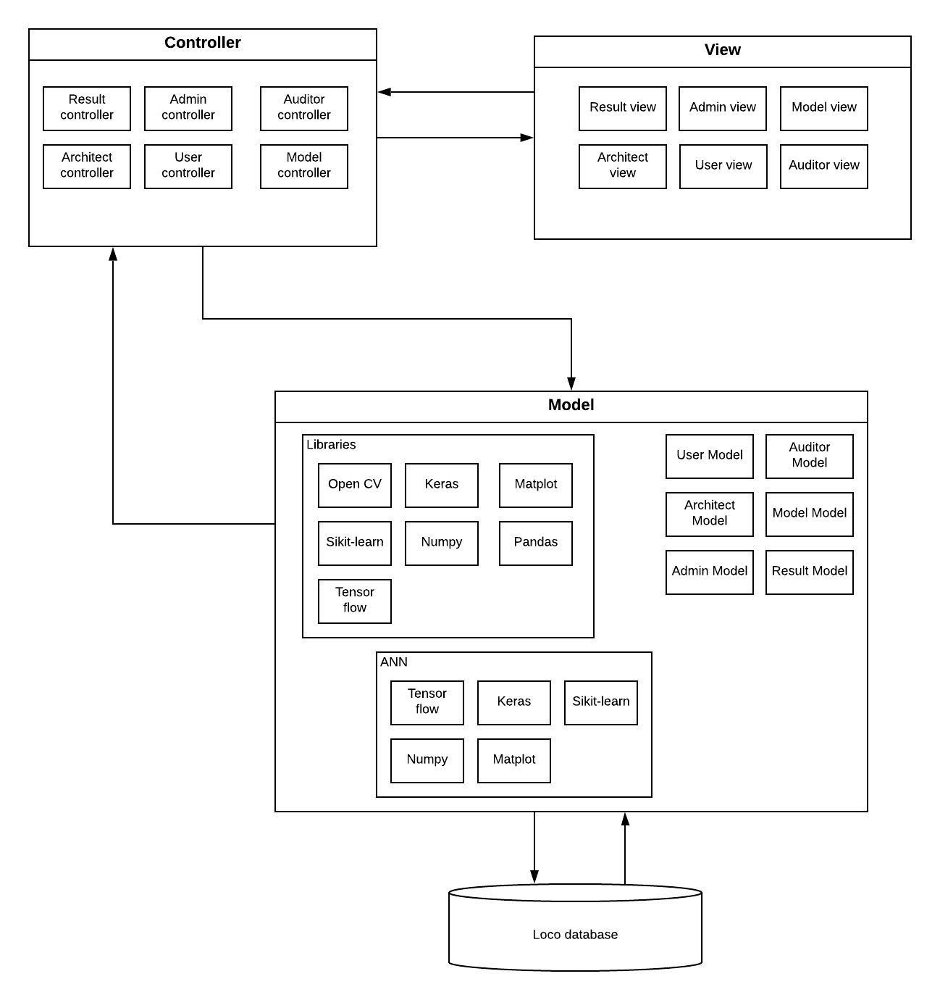 Controller
Result
controller
Admin
controller
Auditor
controller
Architect
controller
User
controller
Model
controller
View
Result view
Admin view
Model view
Architect
view
User view
Auditor view
Model
Libraries
Open CV
Keras
Matplot
Sikit-learn
Numpy
Pandas
Tensor
flow
User Model
Auditor
Model
Architect
Model
Model Model
Admin Model
Result Model
ANN
Tensor
flow
Keras
Sikit-learn
Numpy
Matplot
Loco database